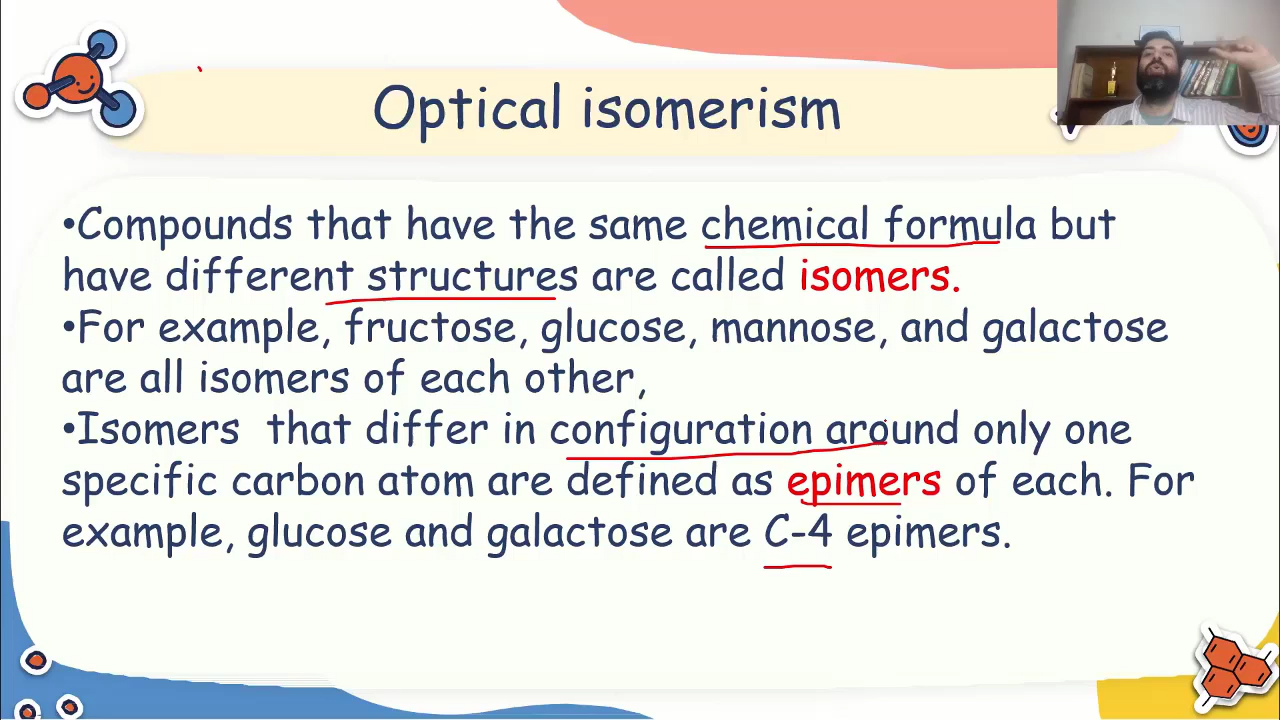 Optical isomerism
•Compounds that have the same chemical formula but
have different structures are called isomers.
•For example, fructose, glucose, mannose, and galactose
are all isomers of each other,
•Isomers  that differ in configuration around only one
specific carbon atom are defined as epimers of each. For
example, glucose and galactose are C-4 epimers.